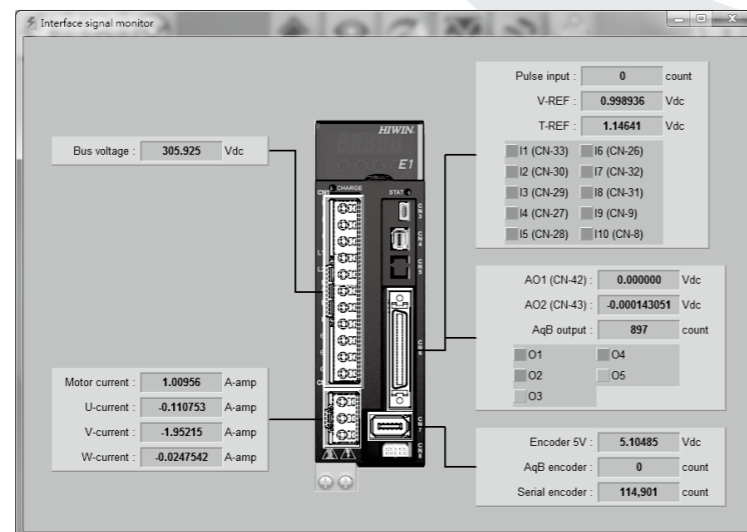 Interface signal monitor
Pulse input : 0 count
V-REF : 0.998936 Vdc
T-REF : 1.14641 Vdc
I1 (CN-33) I6 (CN-26)
I2 (CN-30) I7 (CN-32)
I3 (CN-29) I8 (CN-31)
I4 (CN-27) I9 (CN-9)
I5 (CN-28) I10 (CN-8)
Bus voltage : 305.925 Vdc
HIWIN.
E1
CHARGE
STAT
AO1 (CN-42) : 0.000000 Vdc
AO2 (CN-43) : -0.000143051 Vdc
AqB output : 897 count
O1 O4
O2 O5
O3
Motor current : 1.00956 A-amp
U-current : -0.110753 A-amp
V-current : -1.95215 A-amp
W-current : -0.0247542 A-amp
Encoder 5V : 5.10485 Vdc
AqB encoder : 0 count
Serial encoder : 114,901 count